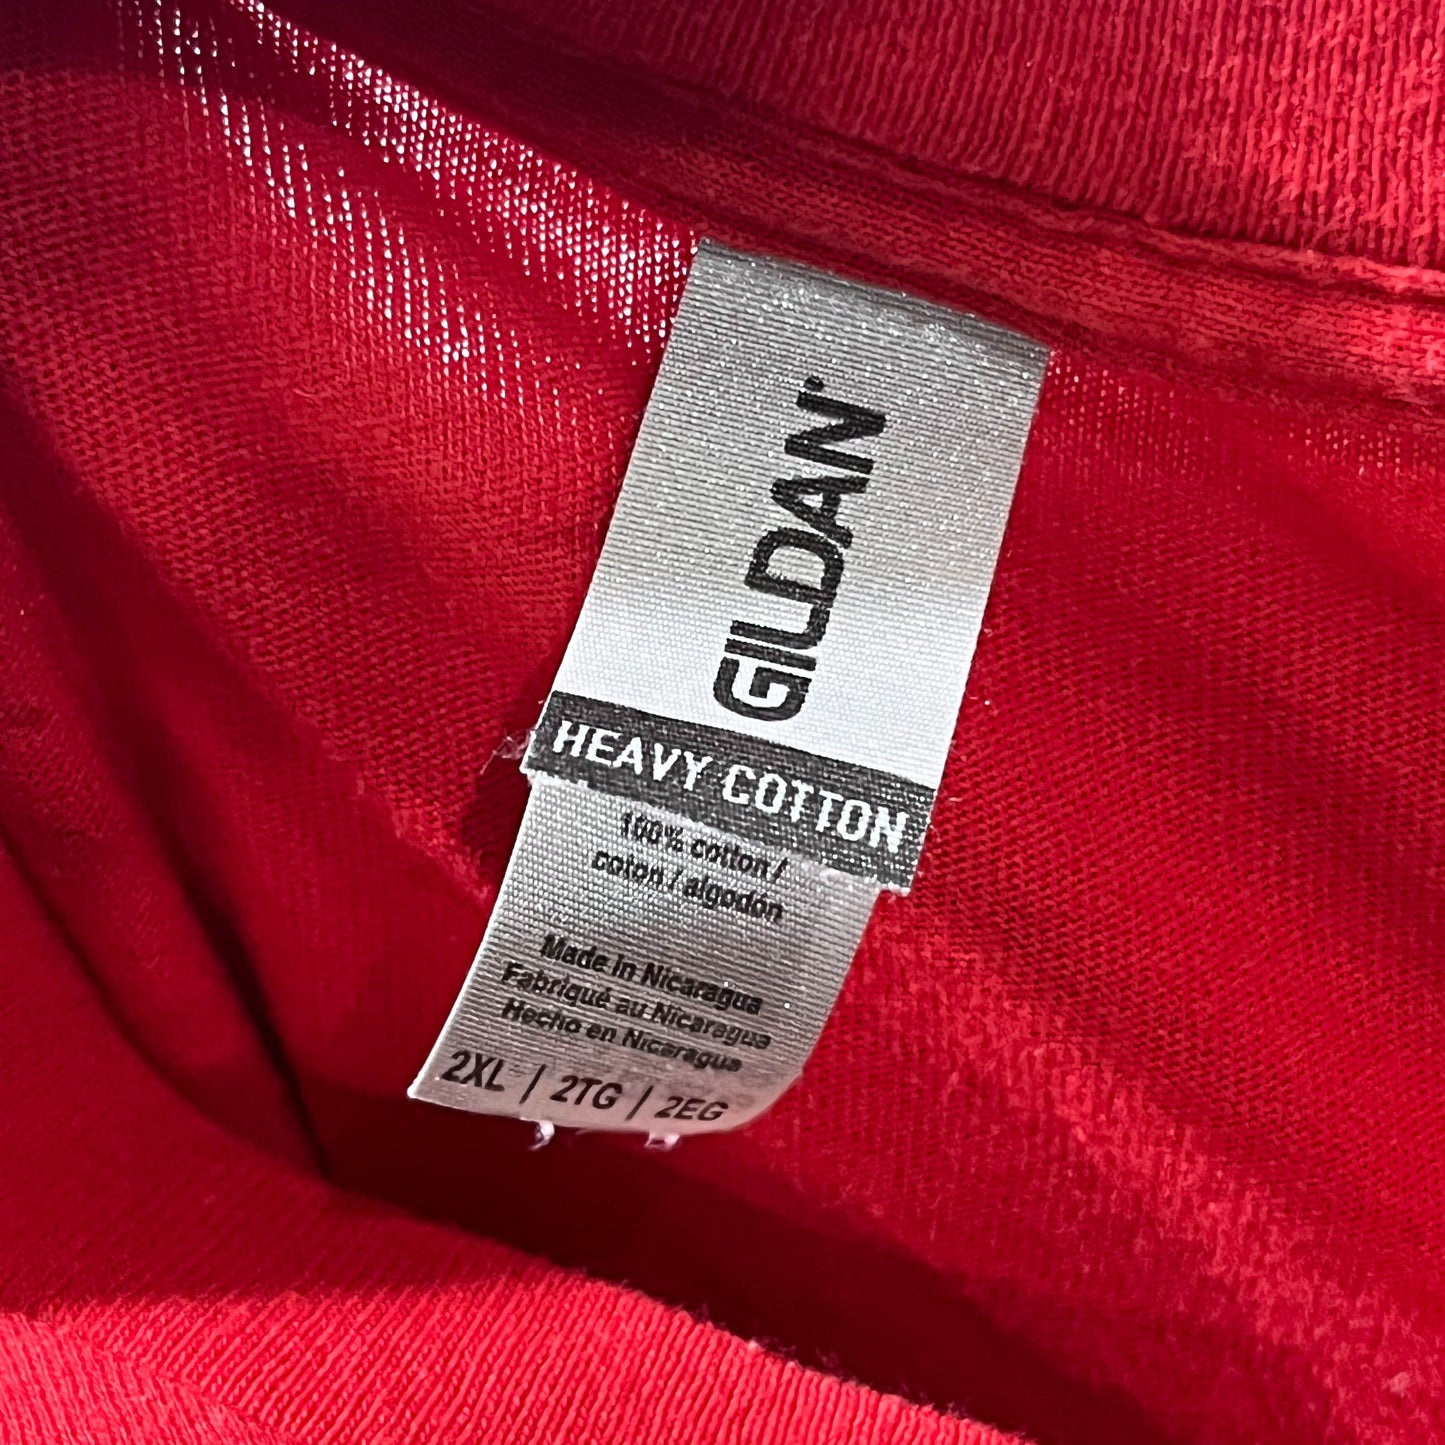 GILDAN®
HEAVY COTTON
100% cotton /
coton / algodón
Made in Nicaragua
Fabriqué au Nicaragua
Hecho en Nicaragua
2XL | 2TG | 2EG